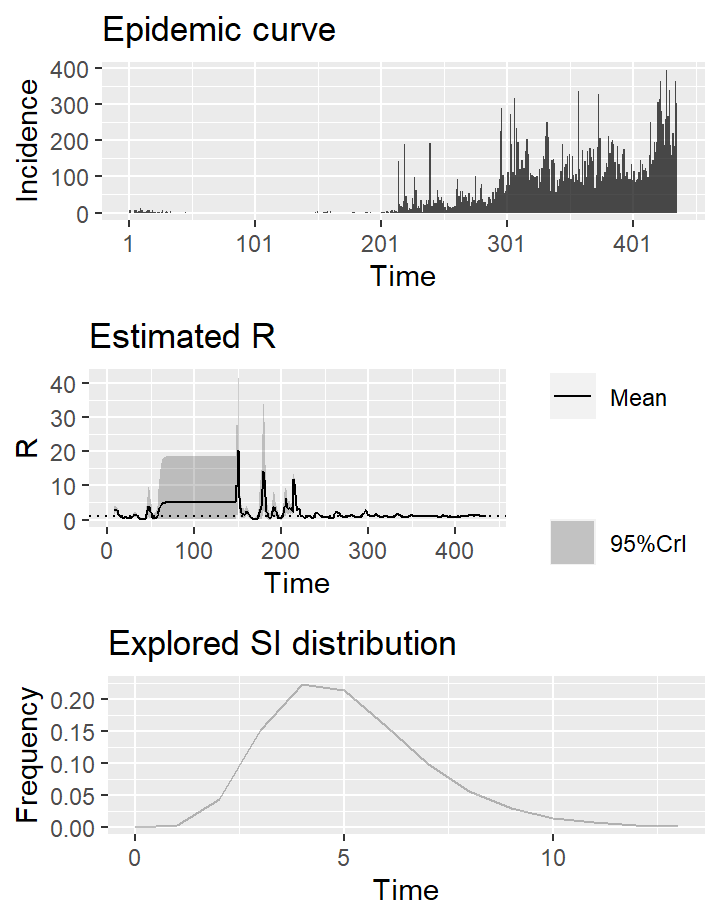 Epidemic curve
400
300
200
100
0
Incidence
1 101 201 301 401
Time
Estimated R
40
30
20
10
0
R
0 100 200 300 400
Time
Mean
95%CrI
Explored SI distribution
0.20
0.15
0.10
0.05
0.00
Frequency
0 5 10
Time